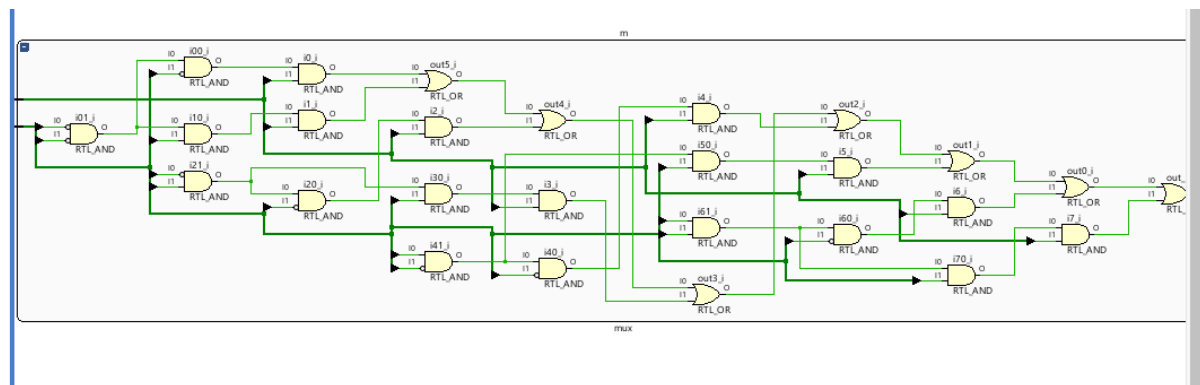 m
i01_i
I0
I1
O
RTL_AND
i00_i
I0
I1
O
RTL_AND
i10_i
I0
I1
O
RTL_AND
i21_i
I0
I1
O
RTL_AND
i0_i
I0
I1
O
RTL_AND
i1_i
I0
I1
O
RTL_AND
i20_i
I0
I1
O
RTL_AND
out5_i
I0
I1
O
RTL_OR
i2_i
I0
I1
O
RTL_AND
i30_i
I0
I1
O
RTL_AND
i41_i
I0
I1
O
RTL_AND
out4_i
I0
I1
O
RTL_OR
i3_i
I0
I1
O
RTL_AND
i40_i
I0
I1
O
RTL_AND
i4_i
I0
I1
O
RTL_AND
i50_i
I0
I1
O
RTL_AND
i61_i
I0
I1
O
RTL_AND
out3_i
I0
I1
O
RTL_OR
out2_i
I0
I1
O
RTL_OR
i5_i
I0
I1
O
RTL_AND
i60_i
I0
I1
O
RTL_AND
out1_i
I0
I1
O
RTL_OR
i6_i
I0
I1
O
RTL_AND
i70_i
I0
I1
O
RTL_AND
out0_i
I0
I1
O
RTL_OR
i7_i
I0
I1
O
RTL_AND
out_
I0
I1
RTL_
mux